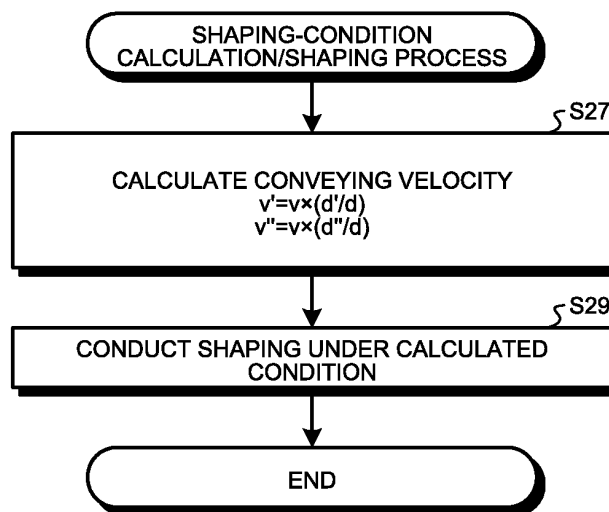 SHAPING-CONDITION
CALCULATION/SHAPING PROCESS
S27
CALCULATE CONVEYING VELOCITY
v'=v×(d'/d)
v"=v×(d"/d)
S29
CONDUCT SHAPING UNDER CALCULATED
CONDITION
END